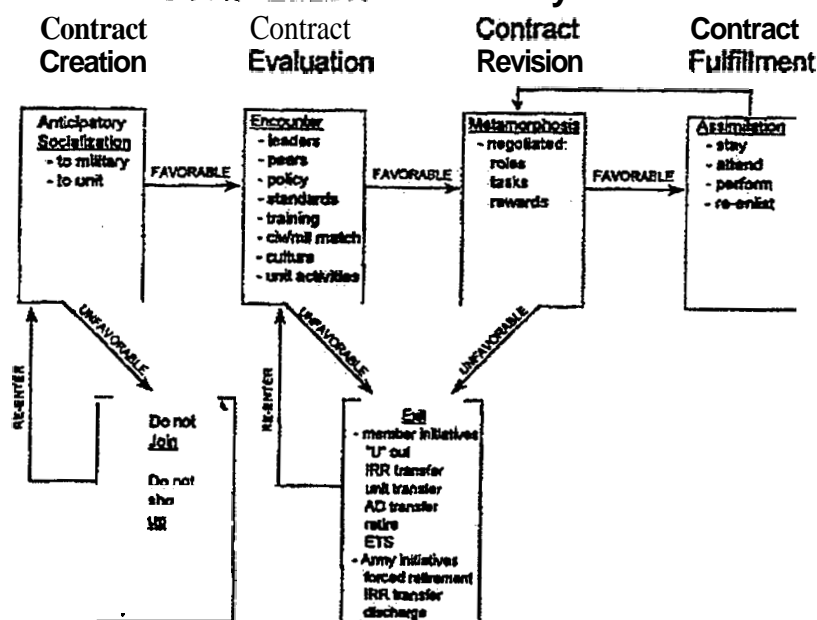 Contract
Creation
Contract
Evaluation
Contract
Revision
Contract
Fulfillment
Anticipatory
Socialization
- to military
- to unit
FAVORABLE
Encounter
- leaders
- peers
- policy
- standards
- training
- civ/mil match
- culture
- unit activities
FAVORABLE
Metamorphosis
- negotiated:
roles
tasks
rewards
FAVORABLE
Assimilation
- stay
- attend
- perform
- re-enlist
UNFAVORABLE
UNFAVORABLE
UNFAVORABLE
RE-ENTER
RE-ENTER
Do not
Join
Do not
Exit
- member initiatives
"U" out
IRR transfer
unit transfer
AD transfer
retire
ETS
- Army initiatives
forced retirement
IRR transfer
discharge